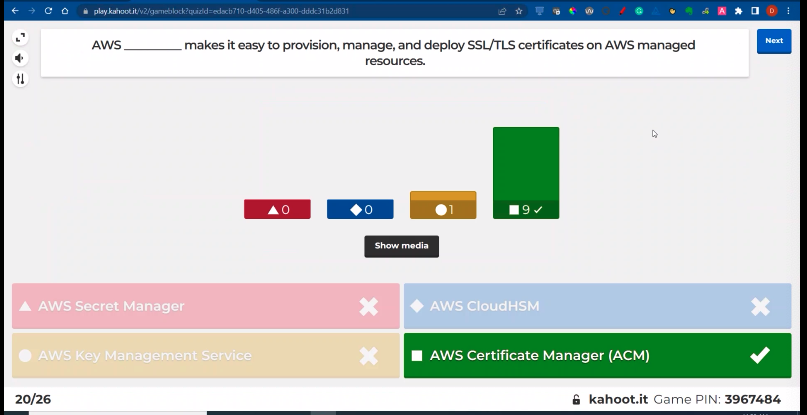 play.kahoot.it/v2/gameblock?quizId=edacb710-d405-486f-a300-dddc31b2d831
AWS _________ makes it easy to provision, manage, and deploy SSL/TLS certificates on AWS managed
resources.
Next
0
0
1
9
Show media
AWS Secret Manager
AWS CloudHSM
AWS Key Management Service
AWS Certificate Manager (ACM)
20/26
kahoot.it Game PIN: 3967484